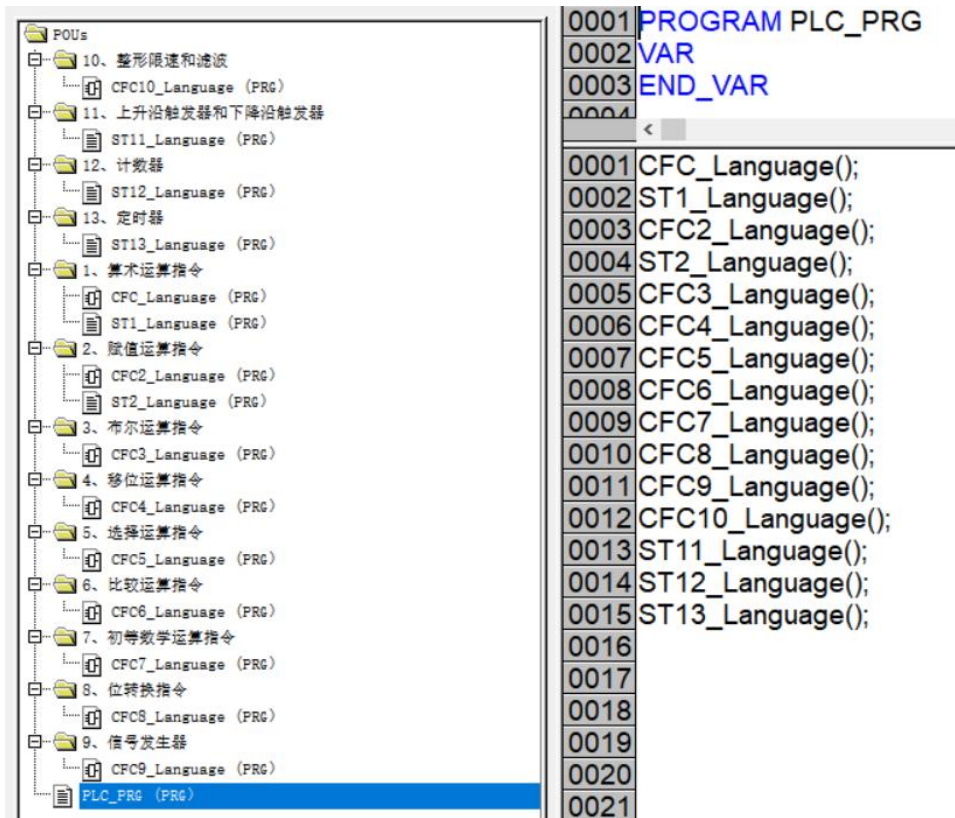 POUs
10、整形限速和滤波
CFC10_Language (PRG)
11、上升沿触发器和下降沿触发器
ST11_Language (PRG)
12、计数器
ST12_Language (PRG)
13、定时器
ST13_Language (PRG)
1、算术运算指令
CFC_Language (PRG)
ST1_Language (PRG)
2、赋值运算指令
CFC2_Language (PRG)
ST2_Language (PRG)
3、布尔运算指令
CFC3_Language (PRG)
4、移位运算指令
CFC4_Language (PRG)
5、选择运算指令
CFC5_Language (PRG)
6、比较运算指令
CFC6_Language (PRG)
7、初等数学运算指令
CFC7_Language (PRG)
8、位转换指令
CFC8_Language (PRG)
9、信号发生器
CFC9_Language (PRG)
PLC_PRG (PRG)
0001 PROGRAM PLC_PRG
0002 VAR
0003 END_VAR
0004
0001 CFC_Language();
0002 ST1_Language();
0003 CFC2_Language();
0004 ST2_Language();
0005 CFC3_Language();
0006 CFC4_Language();
0007 CFC5_Language();
0008 CFC6_Language();
0009 CFC7_Language();
0010 CFC8_Language();
0011 CFC9_Language();
0012 CFC10_Language();
0013 ST11_Language();
0014 ST12_Language();
0015 ST13_Language();
0016
0017
0018
0019
0020
0021